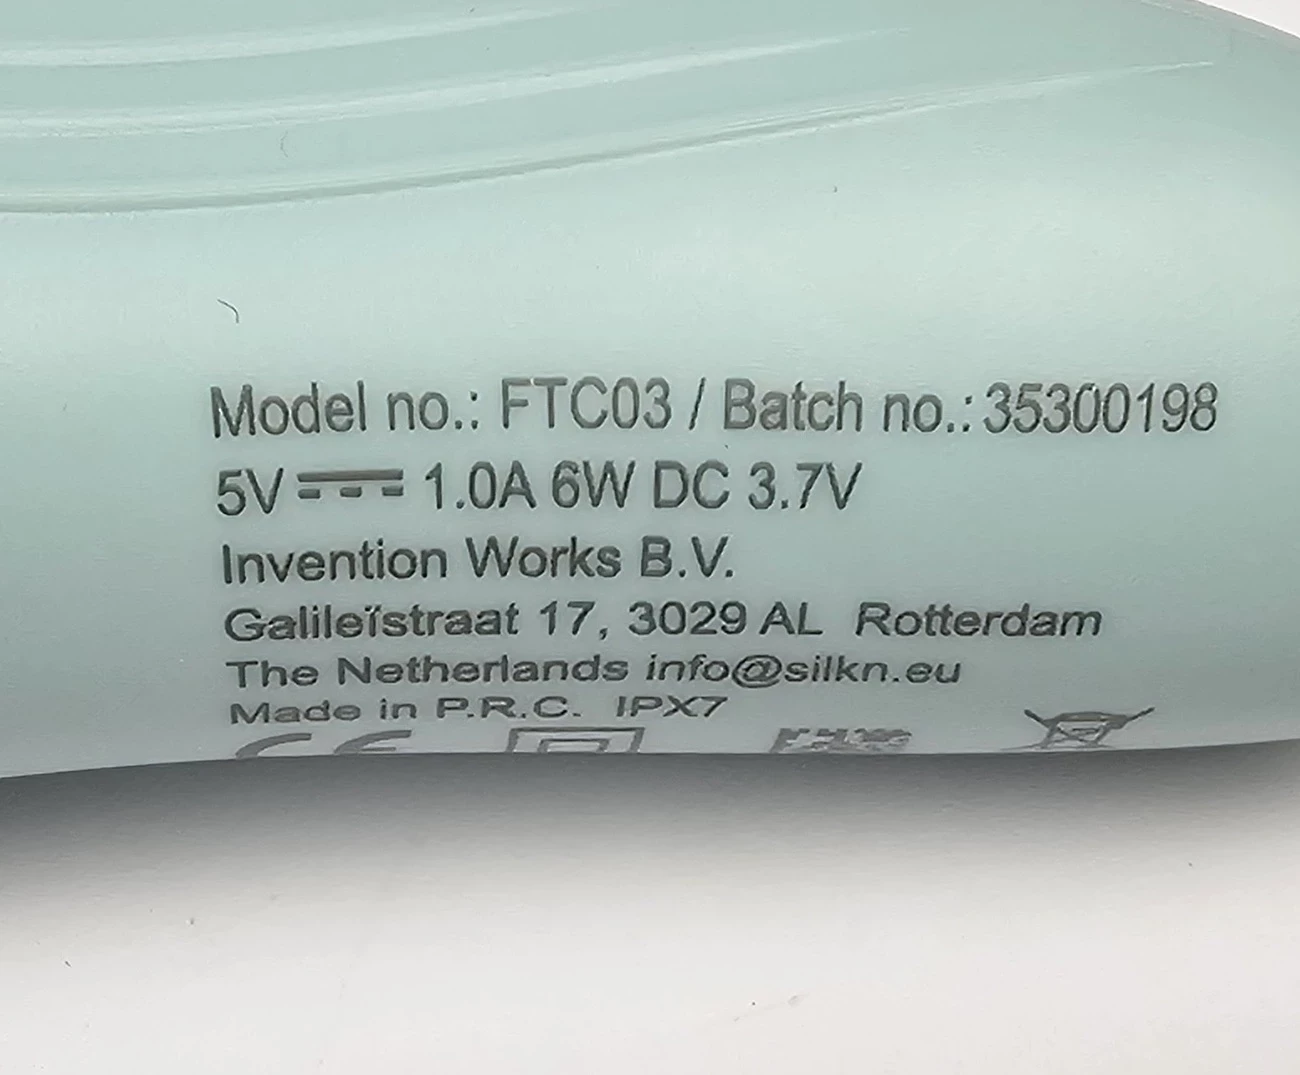 Model no.: FTC03 / Batch no.: 35300198
5V ⎓ 1.0A 6W DC 3.7V
Invention Works B.V.
Galileïstraat 17, 3029 AL Rotterdam
The Netherlands info@silkn.eu
Made in P.R.C. IPX7
CE